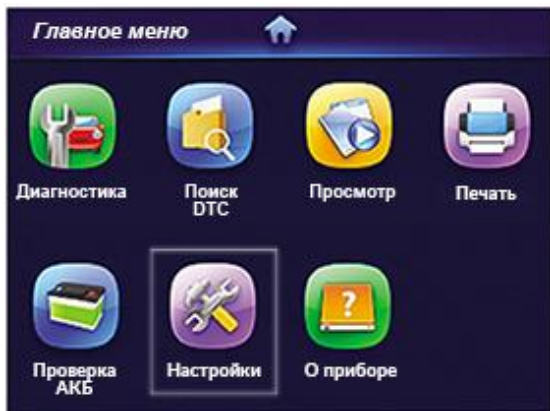 Главное меню
Диагностика
Поиск
DTC
Просмотр
Печать
Проверка
АКБ
Настройки
?
О приборе